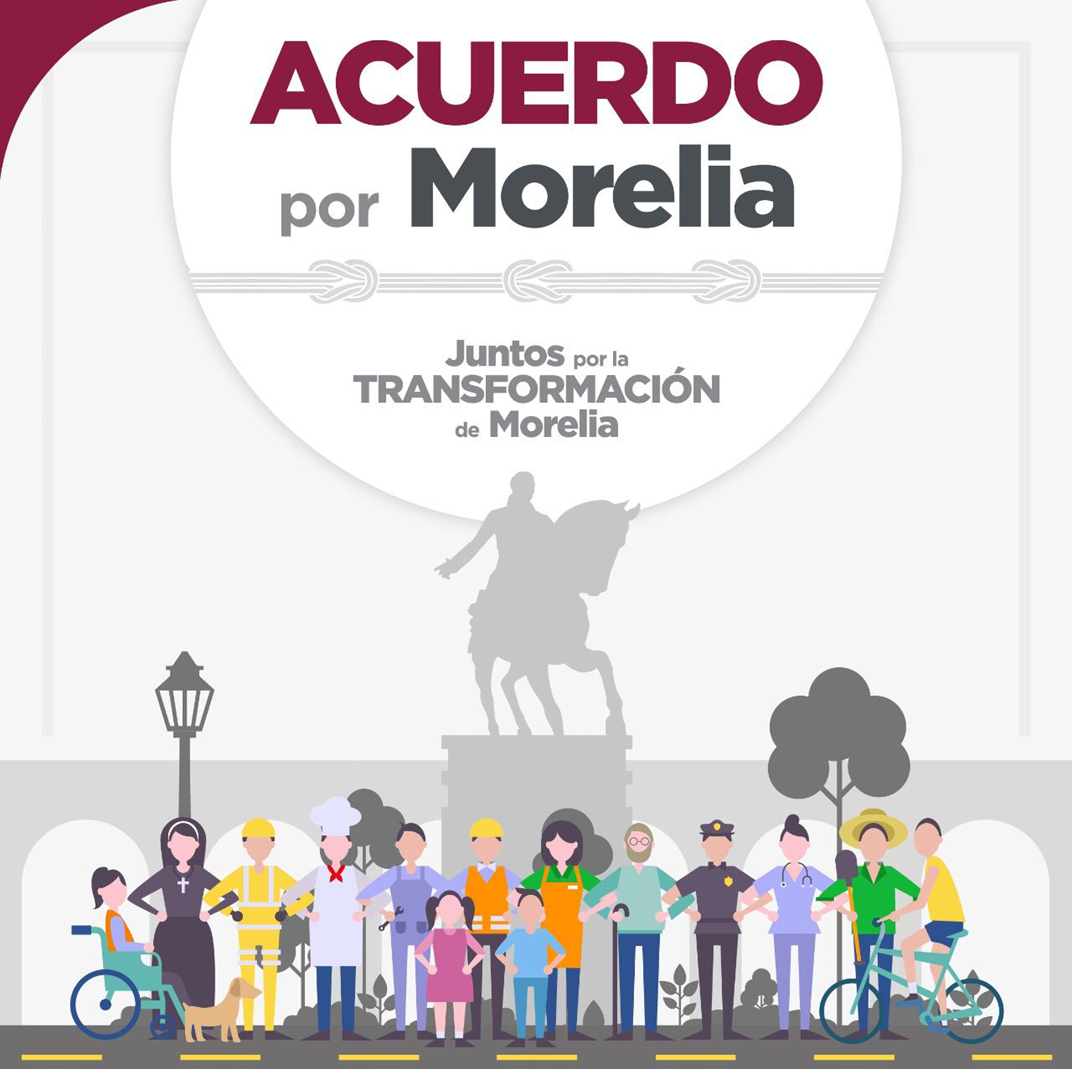 ACUERDO
por Morelia
Juntos por la
TRANSFORMACIÓN
de Morelia